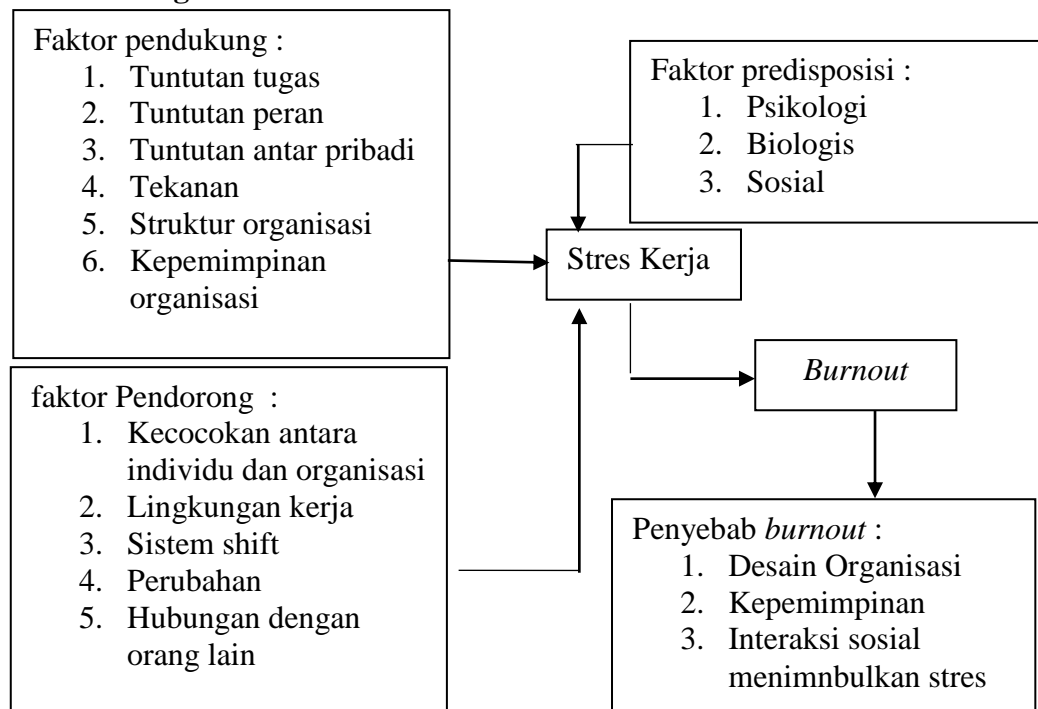 Faktor pendukung :
1. Tuntutan tugas
2. Tuntutan peran
3. Tuntutan antar pribadi
4. Tekanan
5. Struktur organisasi
6. Kepemimpinan
organisasi
Faktor predisposisi :
1. Psikologi
2. Biologis
3. Sosial
Stres Kerja
Burnout
faktor Pendorong :
1. Kecocokan antara
individu dan organisasi
2. Lingkungan kerja
3. Sistem shift
4. Perubahan
5. Hubungan dengan
orang lain
Penyebab burnout :
1. Desain Organisasi
2. Kepemimpinan
3. Interaksi sosial
menimnbulkan stres